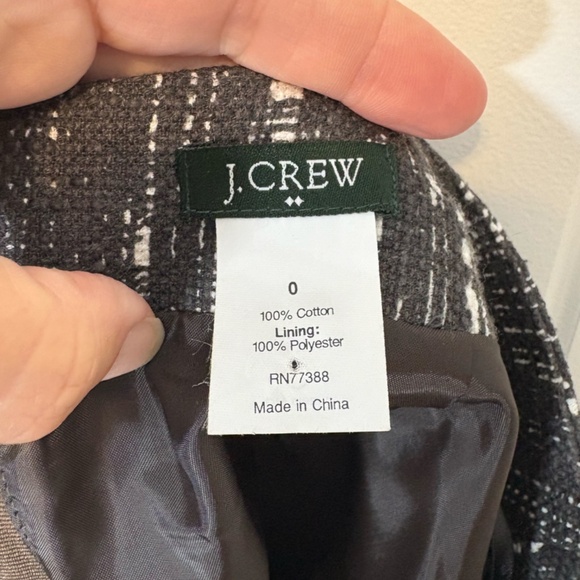 J.CREW
0
100% Cotton
Lining:
100% Polyester
RN77388
Made in China